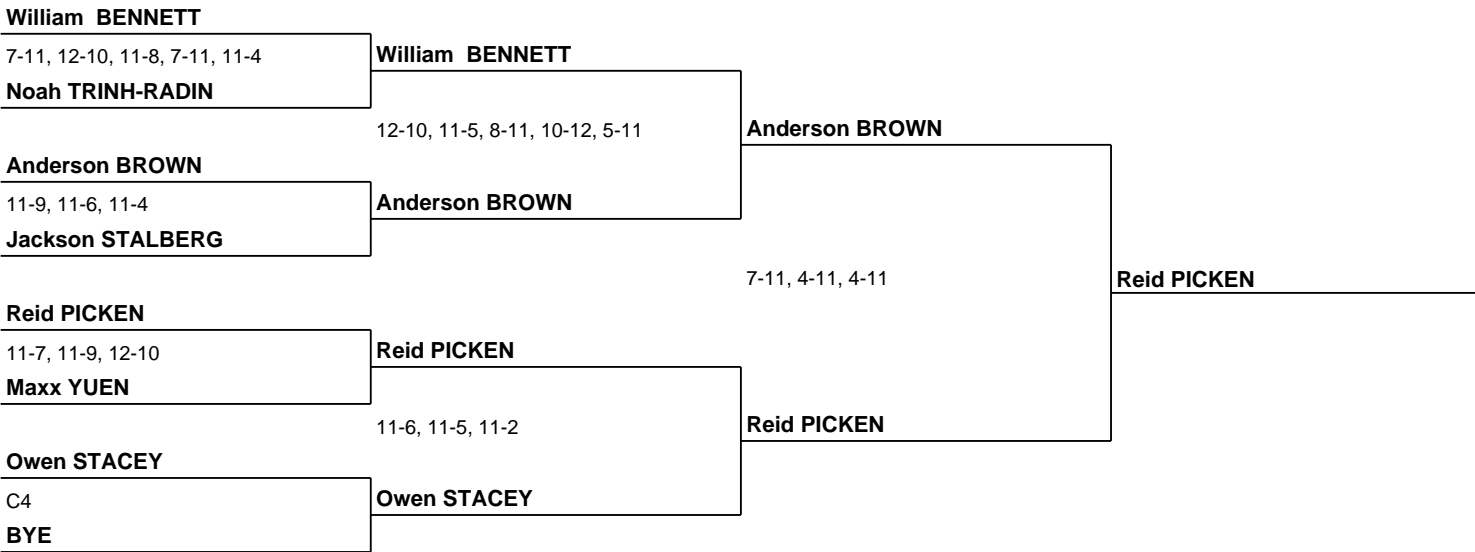 William  BENNETT
7-11, 12-10, 11-8, 7-11, 11-4
William  BENNETT
Noah TRINH-RADIN
12-10, 11-5, 8-11, 10-12, 5-11
Anderson BROWN
Anderson BROWN
11-9, 11-6, 11-4
Anderson BROWN
Jackson STALBERG
7-11, 4-11, 4-11
Reid PICKEN
Reid PICKEN
11-7, 11-9, 12-10
Reid PICKEN
Maxx YUEN
11-6, 11-5, 11-2
Reid PICKEN
Owen STACEY
C4
Owen STACEY
BYE